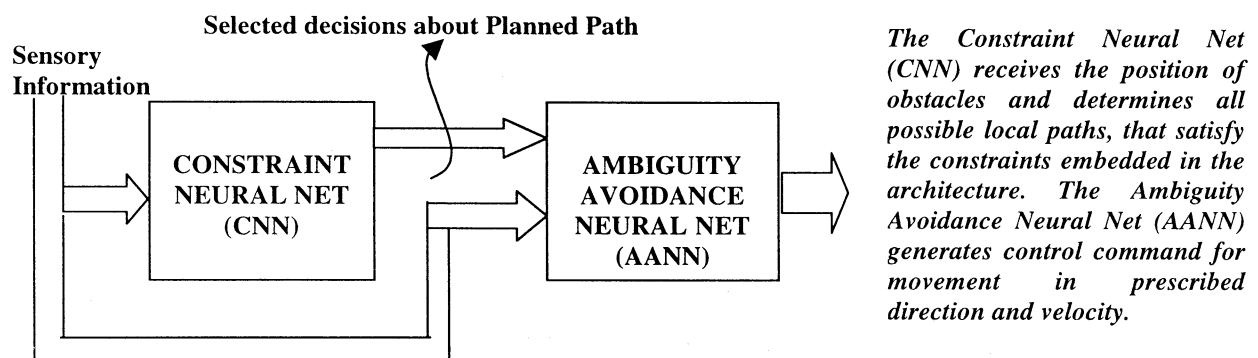 Selected decisions about Planned Path
Sensory
Information
CONSTRAINT
NEURAL NET
(CNN)
AMBIGUITY
AVOIDANCE
NEURAL NET
(AANN)
The Constraint Neural Net
(CNN) receives the position of
obstacles and determines all
possible local paths, that satisfy
the constraints embedded in the
architecture. The Ambiguity
Avoidance Neural Net (AANN)
generates control command for
movement in prescribed
direction and velocity.